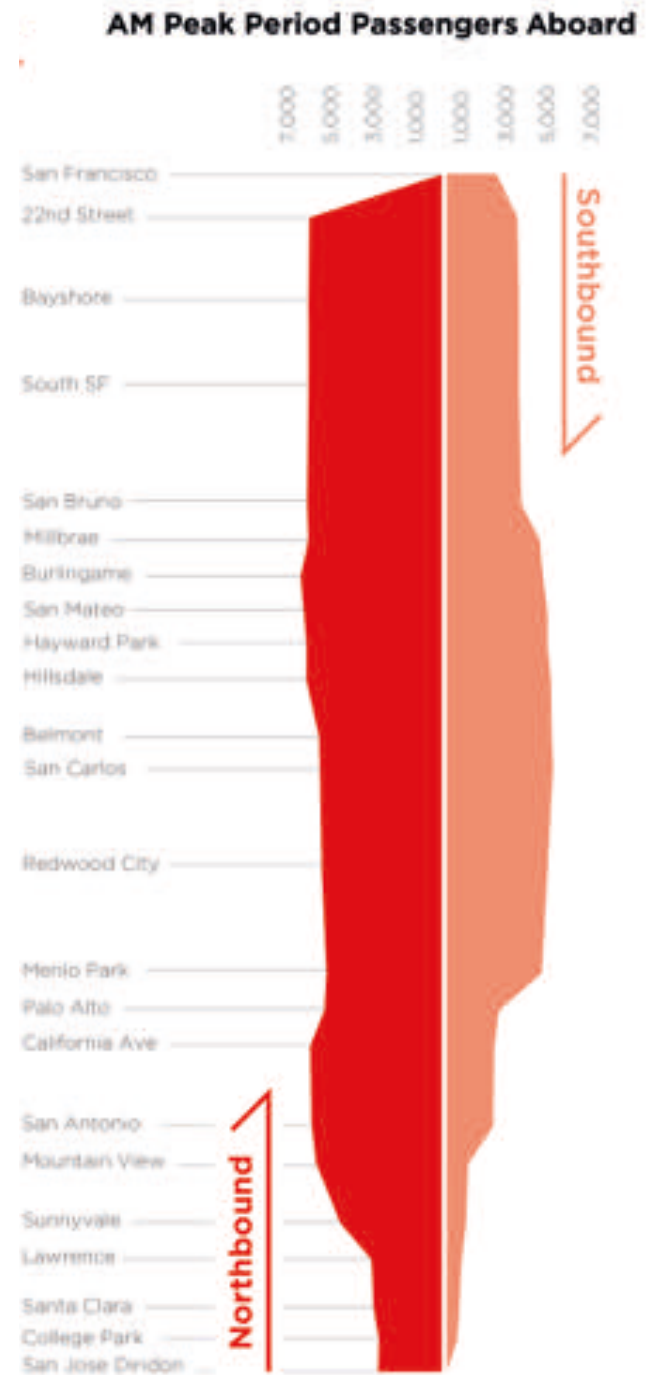 AM Peak Period Passengers Aboard
7,000 5,000 3,000 1,000 1,000 3,000 5,000 7,000
San Francisco
22nd Street
Bayshore
South SF
San Bruno
Millbrae
Burlingame
San Mateo
Hayward Park
Hillsdale
Belmont
San Carlos
Redwood City
Menlo Park
Palo Alto
California Ave
San Antonio
Mountain View
Sunnyvale
Lawrence
Santa Clara
College Park
San Jose Diridon
Southbound
Northbound